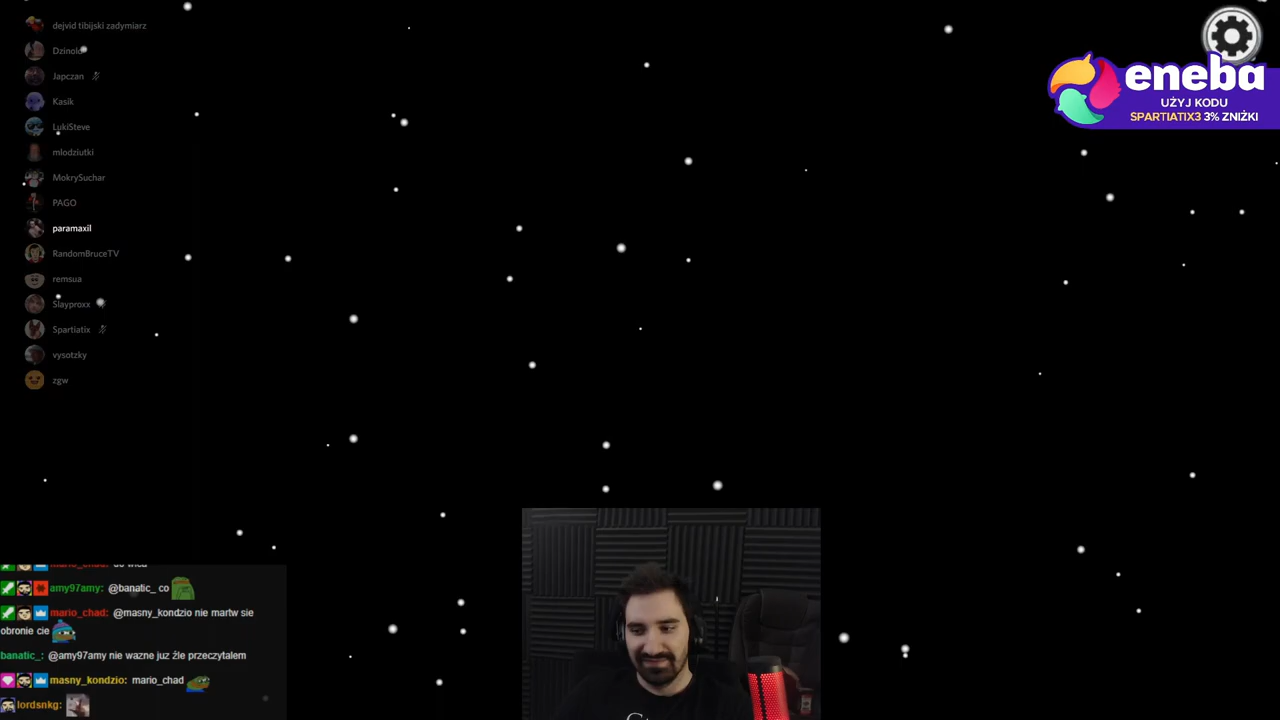 dejvid tibijski zadymiarz
Dzinold
Japczan
Kasik
LukiSteve
mlodziutki
MokrySuchar
PAGO
paramaxil
RandomBruceTV
remsua
Slayproxx
Spartiatix
vysotzky
zgw
eneba
UŻYJ KODU
SPARTIATIX3 3% ZNIŻKI
amy97amy: @banatic_ co
mario_chad: @masny_kondzio nie martw sie
obronie cie
banatic_: @amy97amy nie wazne juz źle przeczytalem
masny_kondzio: mario_chad
lordsnkg: